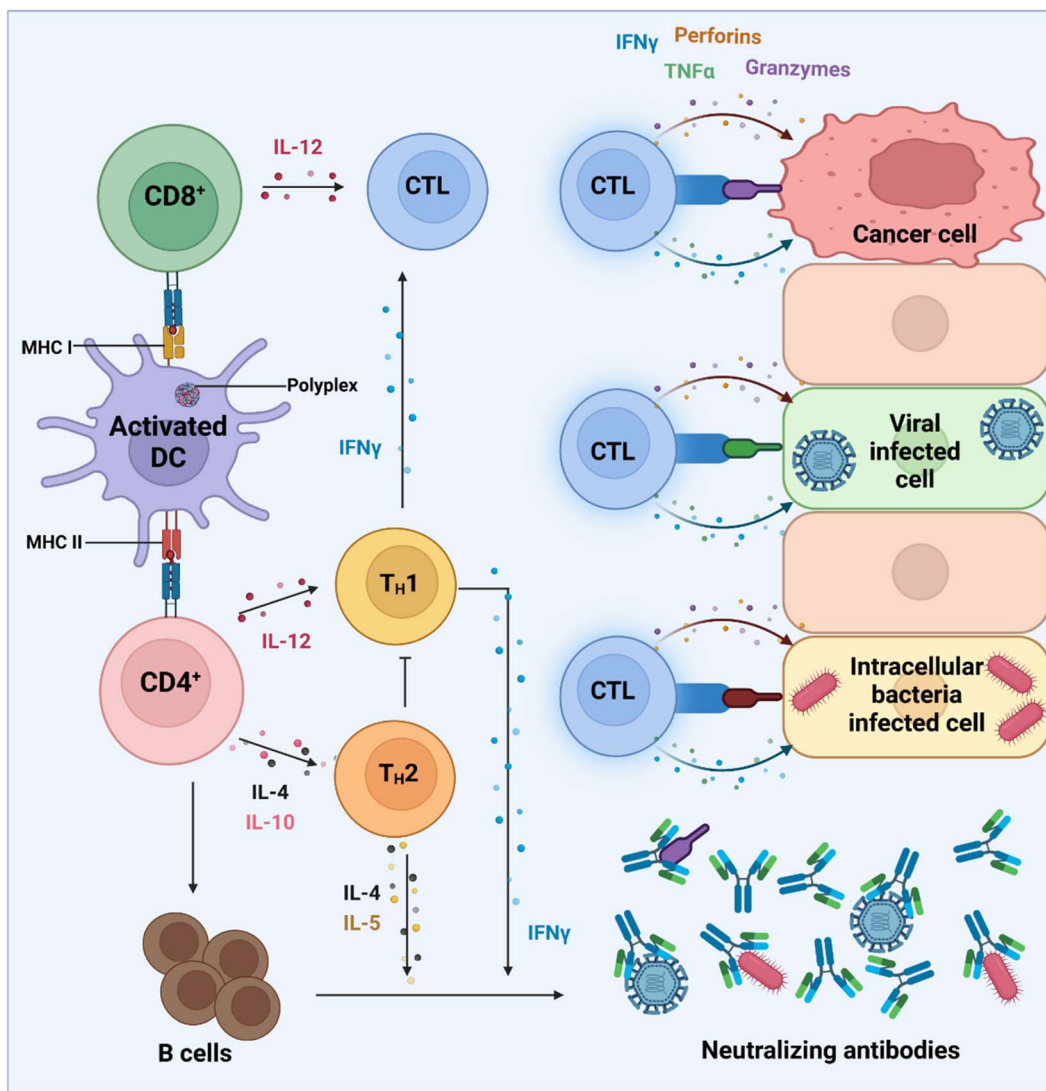 IFNγ
Perforins
TNFα
Granzymes
CD8⁺
IL-12
CTL
CTL
Cancer cell
MHC I
Polyplex
Activated
DC
IFNγ
CTL
Viral
infected
cell
MHC II
T_H1
IL-12
CD4⁺
CTL
Intracellular
bacteria
infected cell
T_H2
IL-4
IL-10
IL-4
IL-5
IFNγ
B cells
Neutralizing antibodies